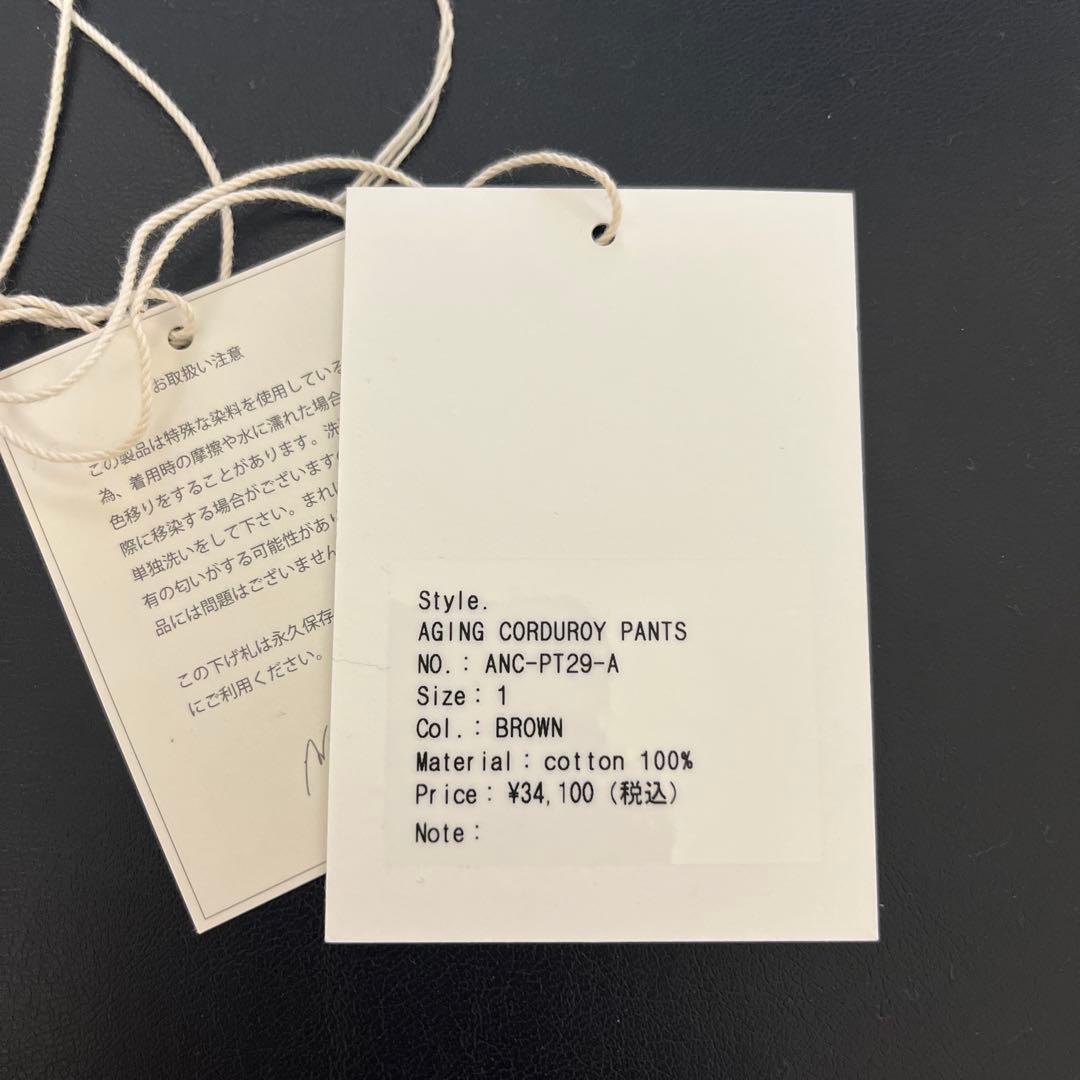 お取扱い注意
この製品は特殊な染料を使用している
為、着用時の摩擦や水に濡れた場合
色移りをすることがあります。洗
際に移染する場合がございます
単独洗いをして下さい。まれに
有の匂いがする可能性があり
品には問題はございません
この下げ札は永久保存
にご利用ください。
Style.
AGING CORDUROY PANTS
NO.: ANC-PT29-A
Size: 1
Col.: BROWN
Material: cotton 100%
Price: ¥34,100 (税込)
Note: